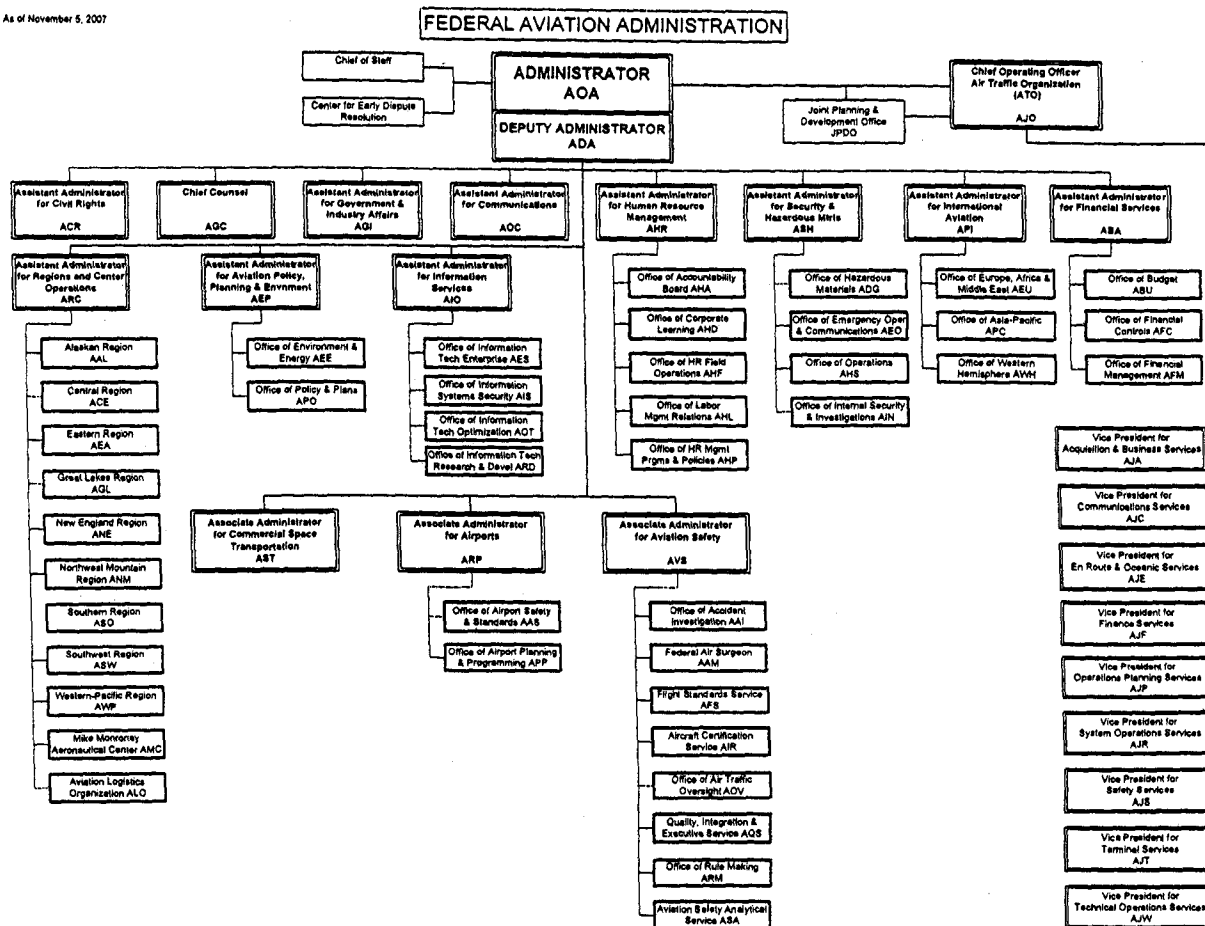 As of November 5, 2007
FEDERAL AVIATION ADMINISTRATION
Chief of Staff
Center for Early Dispute
Resolution
ADMINISTRATOR
AOA
DEPUTY ADMINISTRATOR
ADA
Joint Planning &
Development Office
JPDO
Chief Operating Officer
Air Traffic Organization
(ATO)
AJO
Assistant Administrator
for Civil Rights
ACR
Chief Counsel
AGC
Assistant Administrator
for Government &
Industry Affairs
AGI
Assistant Administrator
for Communications
AOC
Assistant Administrator
for Human Resource
Management
AHR
Assistant Administrator
for Security &
Hazardous Mtrls
ASH
Assistant Administrator
for International
Aviation
API
Assistant Administrator
for Financial Services
ABA
Assistant Administrator
for Regions and Center
Operations
ARC
Assistant Administrator
for Aviation Policy,
Planning & Envnment
AEP
Assistant Administrator
for Information
Services
AIO
Alaskan Region
AAL
Central Region
ACE
Eastern Region
AEA
Great Lakes Region
AGL
New England Region
ANE
Northwest Mountain
Region ANM
Southern Region
ASO
Southwest Region
ASW
Western-Pacific Region
AWP
Mike Monroney
Aeronautical Center AMC
Aviation Logistics
Organization ALO
Office of Environment &
Energy AEE
Office of Policy & Plans
APO
Office of Information
Tech Enterprise AES
Office of Information
Systems Security AIS
Office of Information
Tech Optimization AOT
Office of Information Tech
Research & Devel ARD
Office of Accountability
Board AHA
Office of Corporate
Learning AHD
Office of HR Field
Operations AHF
Office of Labor
Mgmt Relations AHL
Office of HR Mgmt
Prgms & Policies AHP
Office of Hazardous
Materials ADG
Office of Emergency Oper
& Communications AEO
Office of Operations
AHS
Office of Internal Security
& Investigations AIN
Office of Europe, Africa &
Middle East AEU
Office of Asia-Pacific
APC
Office of Western
Hemisphere AWH
Office of Budget
ABU
Office of Financial
Controls AFC
Office of Financial
Management AFM
Associate Administrator
for Commercial Space
Transportation
AST
Associate Administrator
for Airports
ARP
Associate Administrator
for Aviation Safety
AVS
Office of Airport Safety
& Standards AAS
Office of Airport Planning
& Programming APP
Office of Accident
Investigation AAI
Federal Air Surgeon
AAM
Flight Standards Service
AFS
Aircraft Certification
Service AIR
Office of Air Traffic
Oversight AOV
Quality, Integration &
Executive Service AQS
Office of Rule Making
ARM
Aviation Safety Analytical
Service ASA
Vice President for
Acquisition & Business Services
AJA
Vice President for
Communications Services
AJC
Vice President for
En Route & Oceanic Services
AJE
Vice President for
Finance Services
AJF
Vice President for
Operations Planning Services
AJP
Vice President for
System Operations Services
AJR
Vice President for
Safety Services
AJS
Vice President for
Terminal Services
AJT
Vice President for
Technical Operations Services
AJW